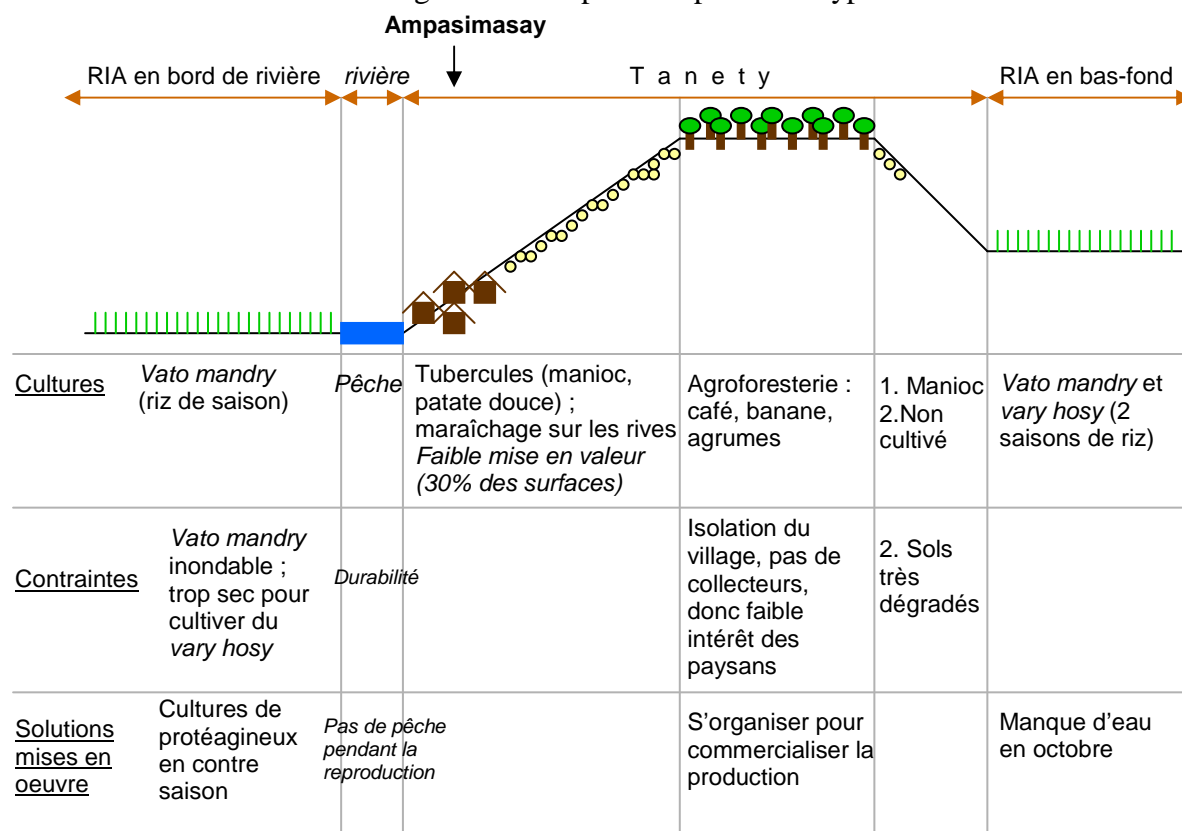 Ampasimasay
RIA en bord de rivière rivière T a n e t y RIA en bas-fond
Cultures
Vato mandry
(riz de saison)
Pêche
Tubercules (manioc,
patate douce) ;
maraîchage sur les rives
Faible mise en valeur
(30% des surfaces)
Agroforesterie :
café, banane,
agrumes
1. Manioc
2.Non
cultivé
Vato mandry et
vary hosy (2
saisons de riz)
Contraintes
Vato mandry
inondable ;
trop sec pour
cultiver du
vary hosy
Durabilité
Isolation du
village, pas de
collecteurs,
donc faible
intérêt des
paysans
2. Sols
très
dégradés
Solutions
mises en
oeuvre
Cultures de
protéagineux
en contre
saison
Pas de pêche
pendant la
reproduction
S'organiser pour
commercialiser la
production
Manque d'eau
en octobre